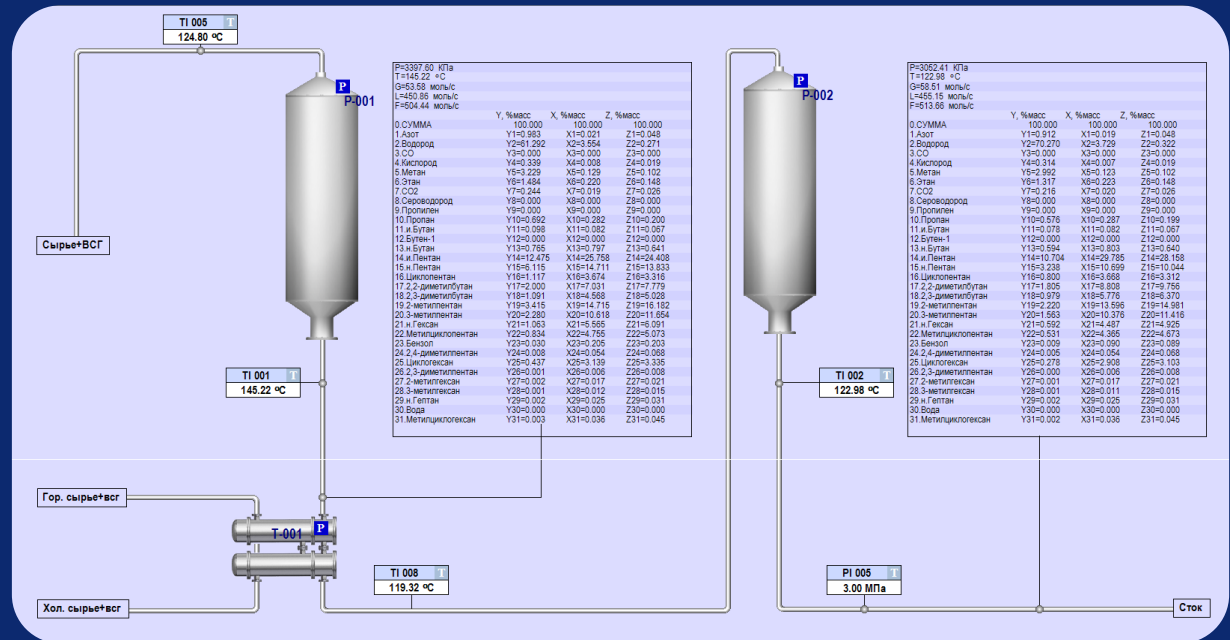 TI 005 T
124.80 ºC
P
P-001
Сырье+ВСГ
P=3397.60 КПа
T=145.22 °C
G=53.58 моль/с
L=450.86 моль/с
F=504.44 моль/с
Y, %масс X, %масс Z, %масс
0.СУММА 100.000 100.000 100.000
1.Азот Y1=0.983 X1=0.021 Z1=0.048
2.Водород Y2=61.292 X2=3.554 Z2=0.271
3.CO Y3=0.000 X3=0.000 Z3=0.000
4.Кислород Y4=0.339 X4=0.008 Z4=0.019
5.Метан Y5=3.229 X5=0.129 Z5=0.102
6.Этан Y6=1.484 X6=0.220 Z6=0.148
7.CO2 Y7=0.244 X7=0.019 Z7=0.026
8.Сероводород Y8=0.000 X8=0.000 Z8=0.000
9.Пропилен Y9=0.000 X9=0.000 Z9=0.000
10.Пропан Y10=0.692 X10=0.282 Z10=0.200
11.и.Бутан Y11=0.098 X11=0.082 Z11=0.067
12.Бутен-1 Y12=0.000 X12=0.000 Z12=0.000
13.н.Бутан Y13=0.765 X13=0.797 Z13=0.641
14.и.Пентан Y14=12.475 X14=25.758 Z14=24.408
15.н.Пентан Y15=6.115 X15=14.711 Z15=13.833
16.Циклопентан Y16=1.117 X16=3.674 Z16=3.316
17.2,2-диметилбутан Y17=2.000 X17=7.031 Z17=7.779
18.2,3-диметилбутан Y18=1.091 X18=4.568 Z18=5.028
19.2-метилпентан Y19=3.415 X19=14.715 Z19=16.182
20.3-метилпентан Y20=2.280 X20=10.618 Z20=11.654
21.н.Гексан Y21=1.063 X21=5.565 Z21=6.091
22.Метилциклопентан Y22=0.834 X22=4.755 Z22=5.073
23.Бензол Y23=0.030 X23=0.205 Z23=0.203
24.2,4-диметилпентан Y24=0.008 X24=0.054 Z24=0.068
25.Циклогексан Y25=0.437 X25=3.139 Z25=3.335
26.2,3-диметилпентан Y26=0.001 X26=0.006 Z26=0.008
27.2-метилгексан Y27=0.002 X27=0.017 Z27=0.021
28.3-метилгексан Y28=0.001 X28=0.012 Z28=0.015
29.н.Гептан Y29=0.002 X29=0.025 Z29=0.031
30.Вода Y30=0.000 X30=0.000 Z30=0.000
31.Метилциклогексан Y31=0.003 X31=0.036 Z31=0.045
P
P-002
P=3052.41 КПа
T=122.98 °C
G=58.51 моль/с
L=455.15 моль/с
F=513.66 моль/с
Y, %масс X, %масс Z, %масс
0.СУММА 100.000 100.000 100.000
1.Азот Y1=0.912 X1=0.019 Z1=0.048
2.Водород Y2=70.270 X2=3.729 Z2=0.322
3.CO Y3=0.000 X3=0.000 Z3=0.000
4.Кислород Y4=0.314 X4=0.007 Z4=0.019
5.Метан Y5=2.992 X5=0.123 Z5=0.102
6.Этан Y6=1.317 X6=0.223 Z6=0.148
7.CO2 Y7=0.216 X7=0.020 Z7=0.026
8.Сероводород Y8=0.000 X8=0.000 Z8=0.000
9.Пропилен Y9=0.000 X9=0.000 Z9=0.000
10.Пропан Y10=0.576 X10=0.287 Z10=0.199
11.и.Бутан Y11=0.078 X11=0.082 Z11=0.067
12.Бутен-1 Y12=0.000 X12=0.000 Z12=0.000
13.н.Бутан Y13=0.594 X13=0.803 Z13=0.640
14.и.Пентан Y14=10.704 X14=29.785 Z14=28.158
15.н.Пентан Y15=3.238 X15=10.699 Z15=10.044
16.Циклопентан Y16=0.800 X16=3.668 Z16=3.312
17.2,2-диметилбутан Y17=1.805 X17=8.808 Z17=9.756
18.2,3-диметилбутан Y18=0.979 X18=5.776 Z18=6.370
19.2-метилпентан Y19=2.220 X19=13.596 Z19=14.981
20.3-метилпентан Y20=1.563 X20=10.376 Z20=11.416
21.н.Гексан Y21=0.592 X21=4.487 Z21=4.925
22.Метилциклопентан Y22=0.531 X22=4.365 Z22=4.673
23.Бензол Y23=0.009 X23=0.090 Z23=0.089
24.2,4-диметилпентан Y24=0.005 X24=0.054 Z24=0.068
25.Циклогексан Y25=0.278 X25=2.908 Z25=3.103
26.2,3-диметилпентан Y26=0.000 X26=0.006 Z26=0.008
27.2-метилгексан Y27=0.001 X27=0.017 Z27=0.021
28.3-метилгексан Y28=0.001 X28=0.011 Z28=0.015
29.н.Гептан Y29=0.002 X29=0.025 Z29=0.031
30.Вода Y30=0.000 X30=0.000 Z30=0.000
31.Метилциклогексан Y31=0.002 X31=0.036 Z31=0.045
TI 001 T
145.22 ºC
TI 002 T
122.98 ºC
Гор. сырье+всг
T-001 P
Хол. сырье+всг
TI 008 T
119.32 ºC
PI 005 T
3.00 МПа
Сток